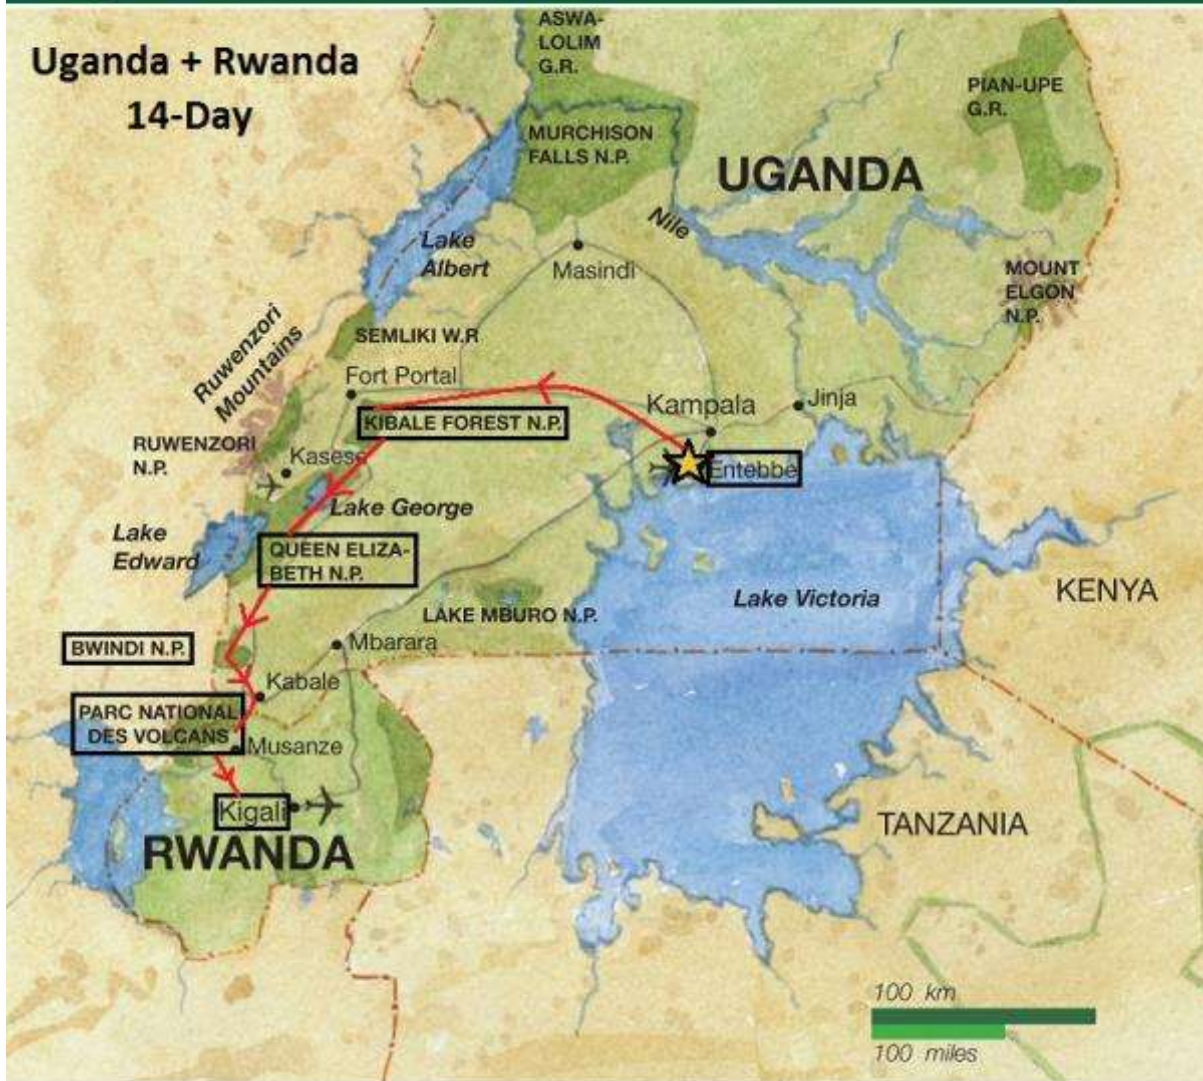 Uganda + Rwanda
14-Day
ASWA-
LOLIM
G.R.
PIAN-UPE
G.R.
MURCHISON
FALLS N.P.
UGANDA
Nile
Lake
Albert
Masindi
MOUNT
ELGON
N.P.
Ruwenzori
Mountains
SEMLIKI W.R
Fort Portal
Kampala
Jinja
KIBALE FOREST N.P.
RUWENZORI
N.P.
Kasese
Entebbe
Lake George
Lake
Edward
QUEEN ELIZA-
BETH N.P.
LAKE MBURO N.P.
Lake Victoria
KENYA
BWINDI N.P.
Mbarara
Kabale
PARC NATIONAL
DES VOLCANS
Musanze
Kigali
RWANDA
TANZANIA
100 km
100 miles